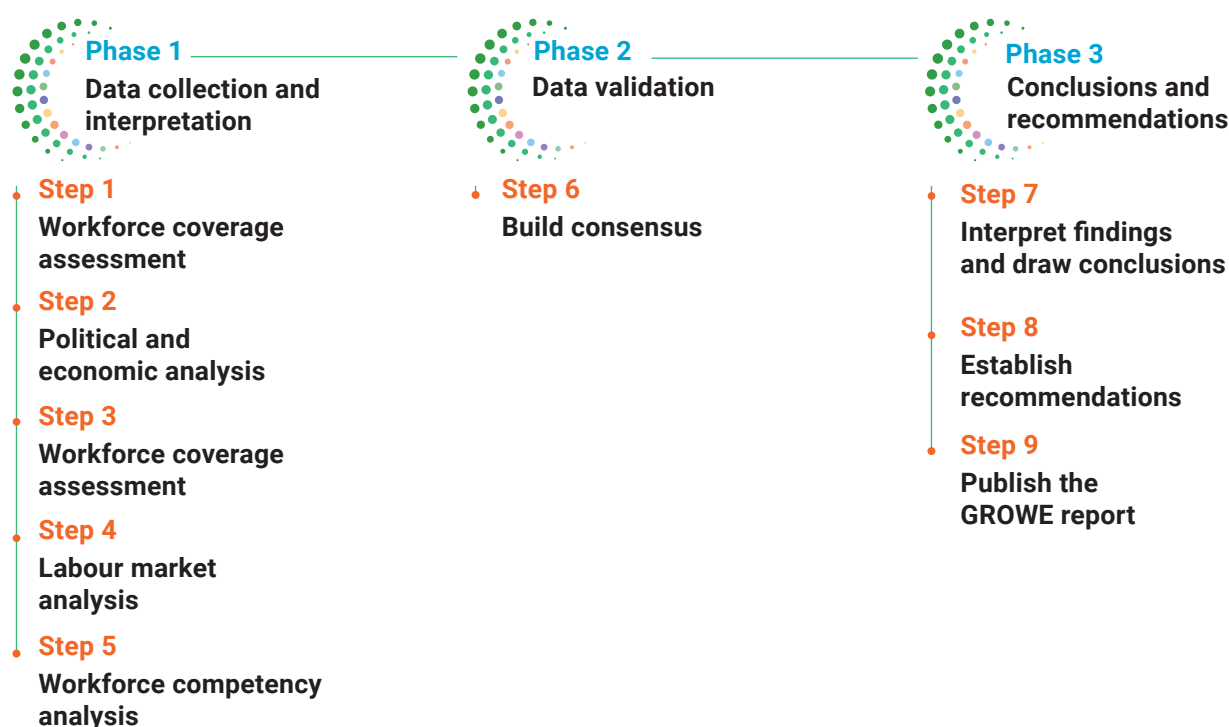 Phase 1
Data collection and
interpretation
Step 1
Workforce coverage
assessment
Step 2
Political and
economic analysis
Step 3
Workforce coverage
assessment
Step 4
Labour market
analysis
Step 5
Workforce competency
analysis
Phase 2
Data validation
Step 6
Build consensus
Phase 3
Conclusions and
recommendations
Step 7
Interpret findings
and draw conclusions
Step 8
Establish
recommendations
Step 9
Publish the
GROWE report